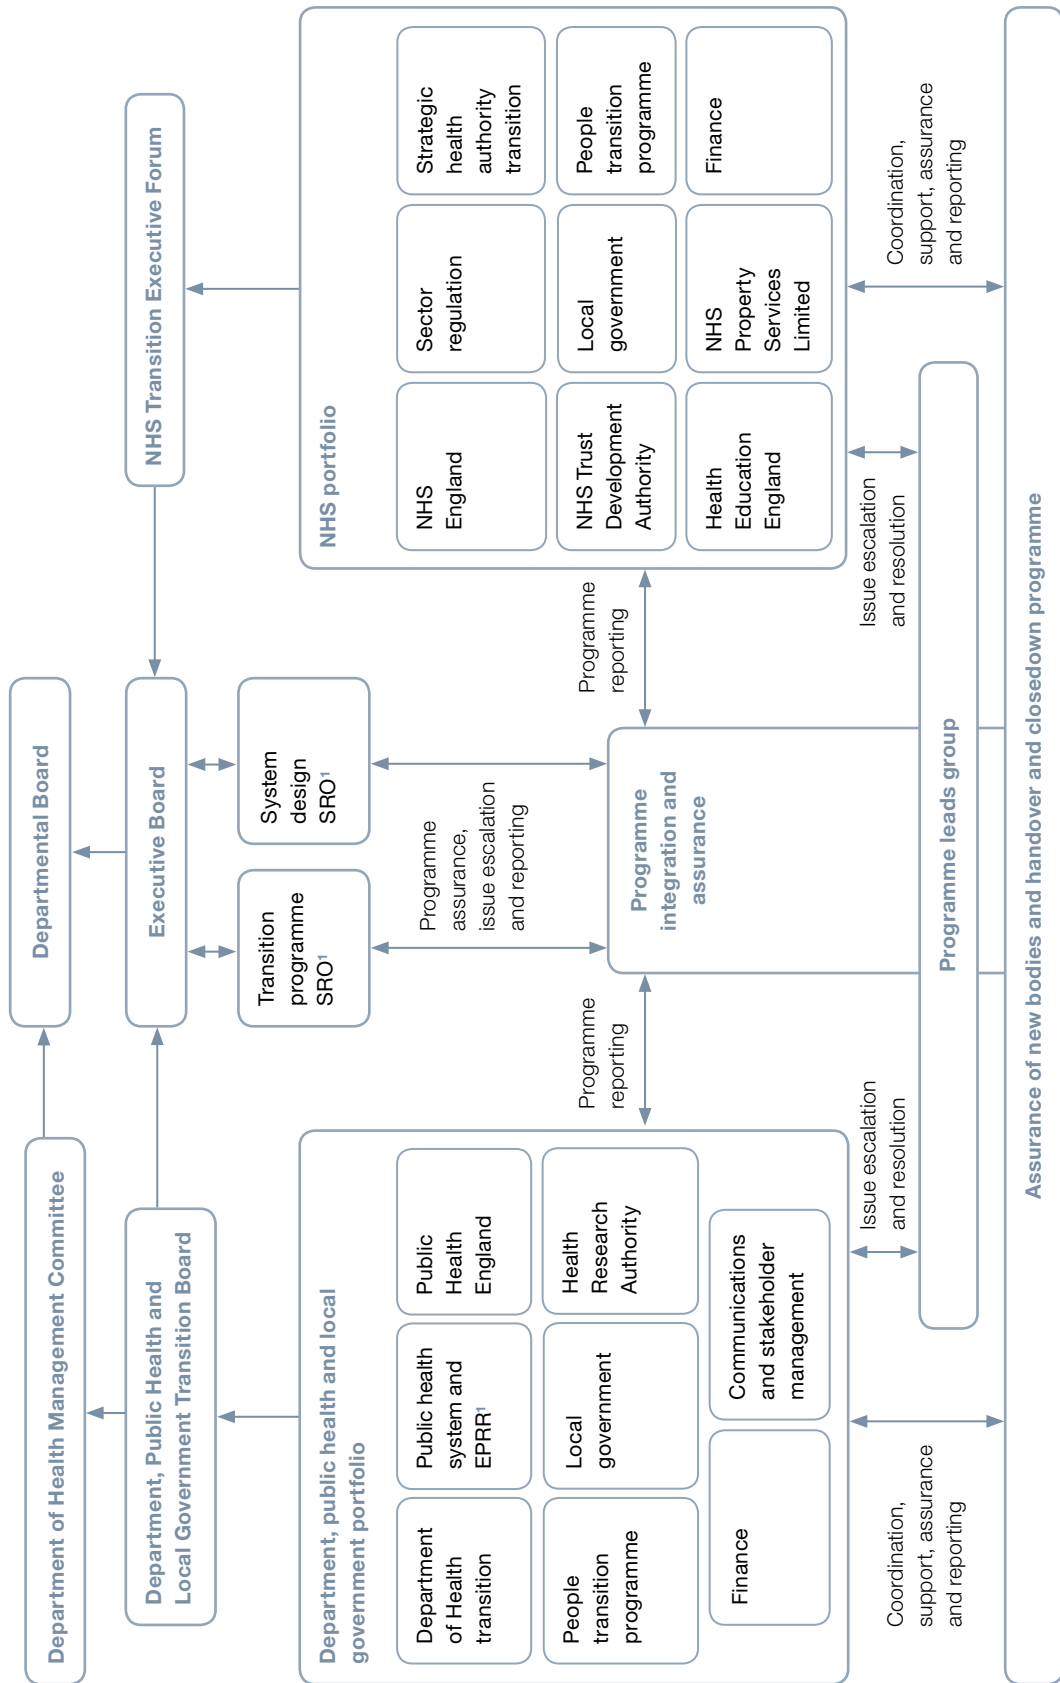 Department of Health Management Committee
Departmental Board
Department, Public Health and
Local Government Transition Board
Executive Board
NHS Transition Executive Forum
Transition
programme
SRO1
System
design
SRO1
Department, public health and local
government portfolio
Department
of Health
transition
Public health
system and
EPRR1
Public
Health
England
People
transition
programme
Local
government
Health
Research
Authority
Finance
Communications
and stakeholder
management
Programme
assurance,
issue escalation
and reporting
Programme
reporting
Programme
integration and
assurance
Programme
reporting
NHS portfolio
NHS
England
Sector
regulation
Strategic
health
authority
transition
NHS Trust
Development
Authority
Local
government
People
transition
programme
Health
Education
England
NHS
Property
Services
Limited
Finance
Coordination,
support, assurance
and reporting
Issue escalation
and resolution
Issue escalation
and resolution
Coordination,
support, assurance
and reporting
Programme leads group
Assurance of new bodies and handover and closedown programme